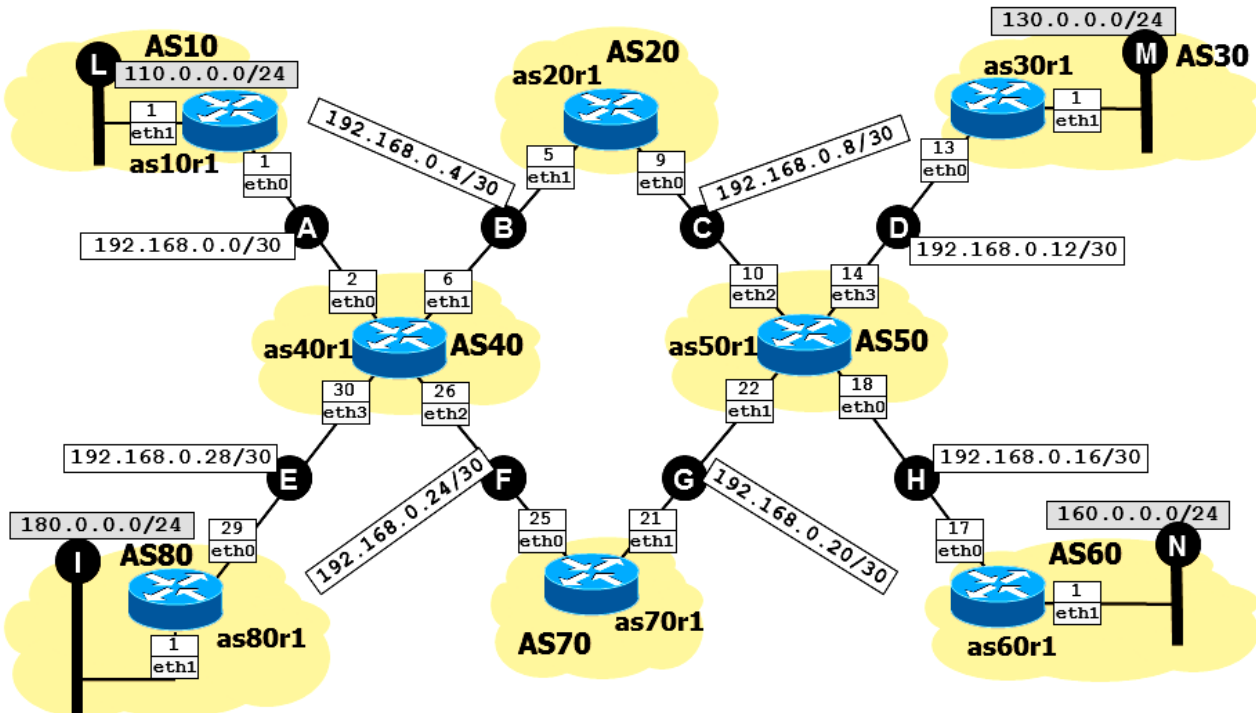 130.0.0.0/24
AS10
L
110.0.0.0/24
AS20
as20r1
as30r1
M
AS30
1
eth1
as10r1
1
eth0
192.168.0.4/30
5
eth1
9
eth0
192.168.0.8/30
13
eth0
1
eth1
A
B
C
D
192.168.0.0/30
192.168.0.12/30
2
eth0
6
eth1
10
eth2
14
eth3
as40r1
AS40
as50r1
AS50
30
eth3
26
eth2
22
eth1
18
eth0
192.168.0.28/30
E
192.168.0.24/30
F
G
192.168.0.20/30
H
192.168.0.16/30
180.0.0.0/24
I
AS80
29
eth0
25
eth0
21
eth1
17
eth0
160.0.0.0/24
AS60
N
as80r1
1
eth1
AS70
as70r1
as60r1
1
eth1